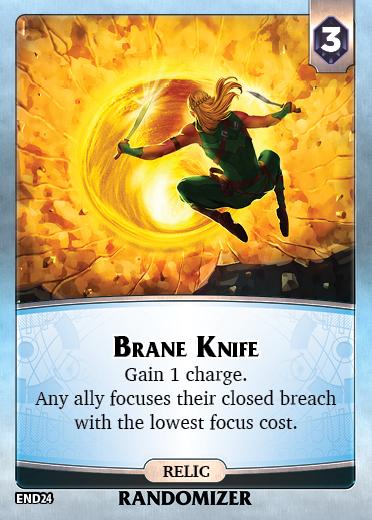 3
Brane Knife
Gain 1 charge.
Any ally focuses their closed breach
with the lowest focus cost.
RELIC
END24
RANDOMIZER